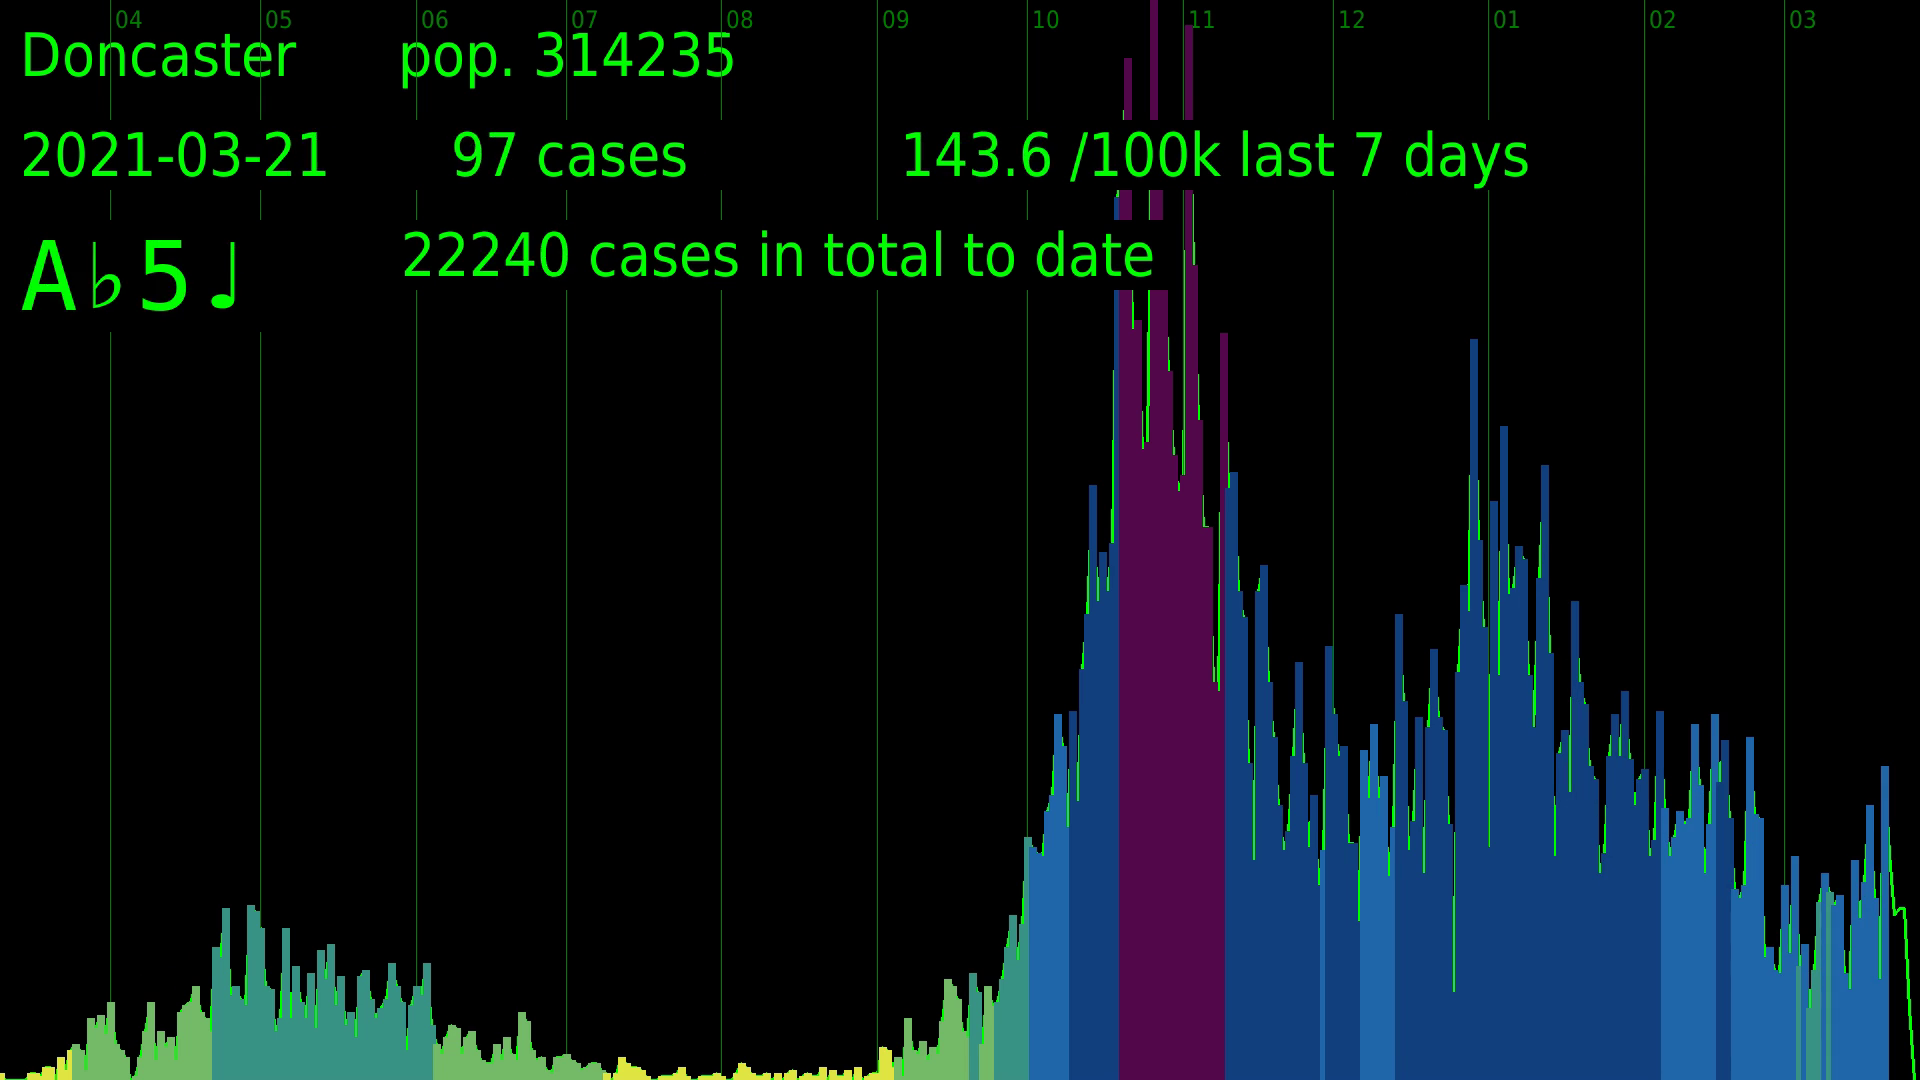 04 05 06 07 08 09 10 11 12 01 02 03
Doncaster pop. 314235
2021-03-21 97 cases 143.6 /100k last 7 days
A♭5♩ 22240 cases in total to date